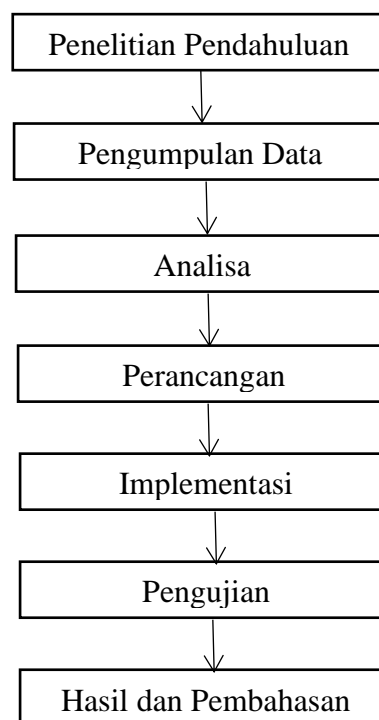 Penelitian Pendahuluan
Pengumpulan Data
Analisa
Perancangan
Implementasi
Pengujian
Hasil dan Pembahasan